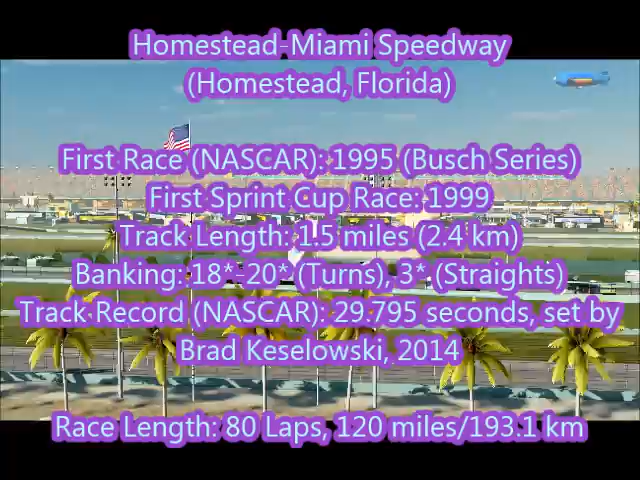 Homestead-Miami Speedway
(Homestead, Florida)
First Race (NASCAR): 1995 (Busch Series)
First Sprint Cup Race: 1999
Track Length: 1.5 miles (2.4 km)
Banking: 18*-20* (Turns), 3* (Straights)
Track Record (NASCAR): 29.795 seconds, set by
Brad Keselowski, 2014
Race Length: 80 Laps, 120 miles/193.1 km